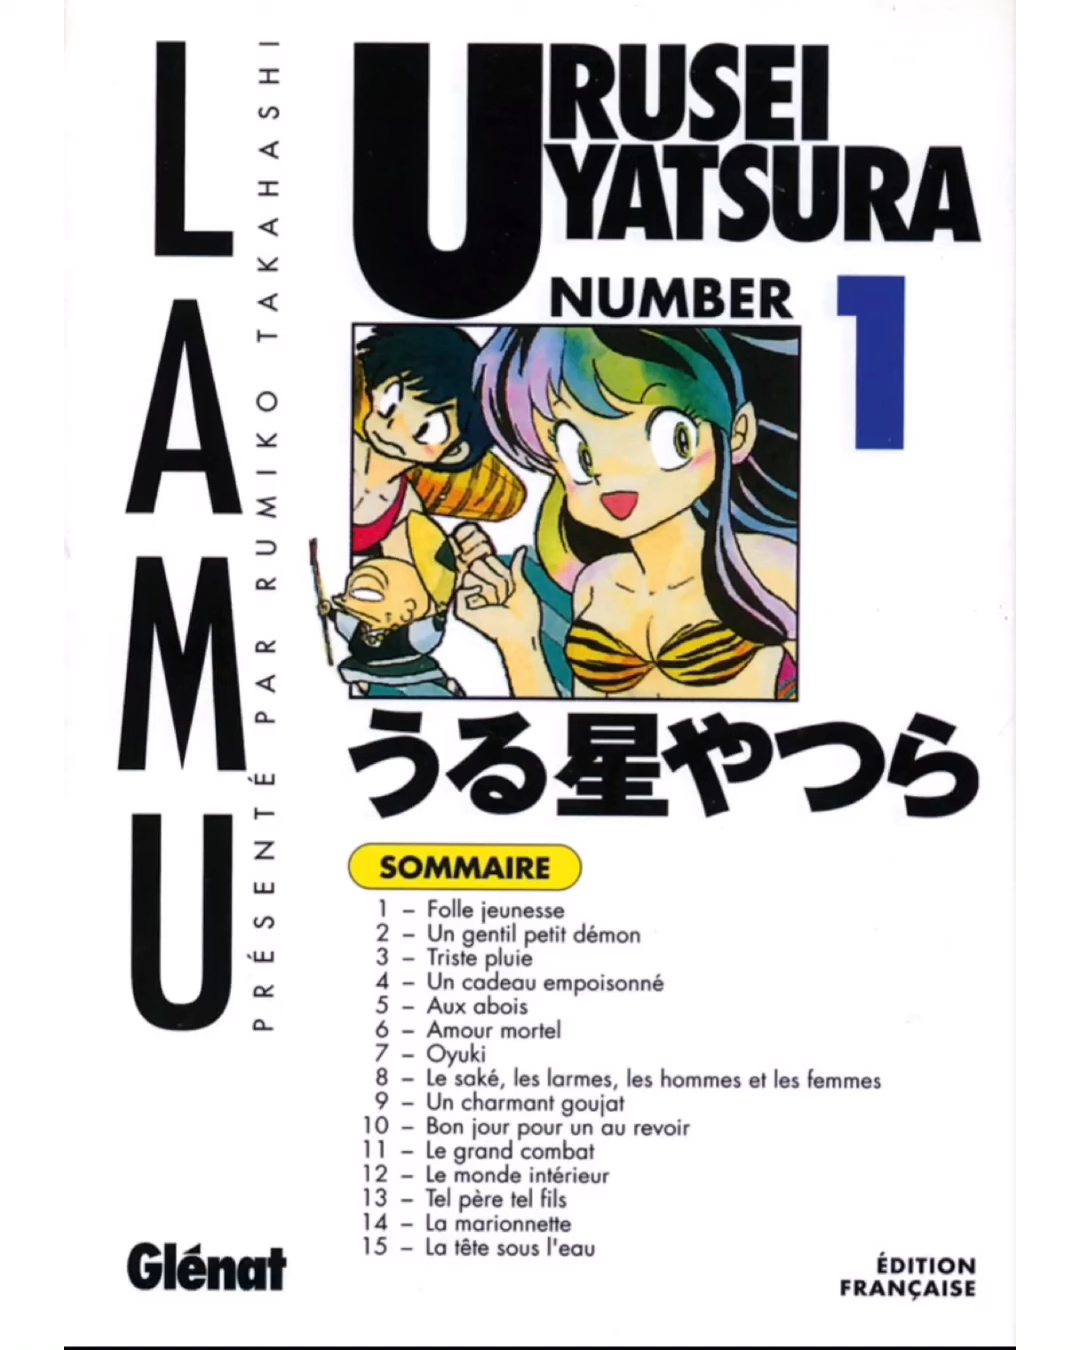 LAMU
PRÉSENTÉ PAR RUMIKO TAKAHASHI
URUSEI
YATSURA
NUMBER 1
うる星やつら
SOMMAIRE
1 – Folle jeunesse
2 – Un gentil petit démon
3 – Triste pluie
4 – Un cadeau empoisonné
5 – Aux abois
6 – Amour mortel
7 – Oyuki
8 – Le saké, les larmes, les hommes et les femmes
9 – Un charmant goujat
10 – Bon jour pour un au revoir
11 – Le grand combat
12 – Le monde intérieur
13 – Tel père tel fils
14 – La marionnette
15 – La tête sous l'eau
Glénat
ÉDITION
FRANÇAISE